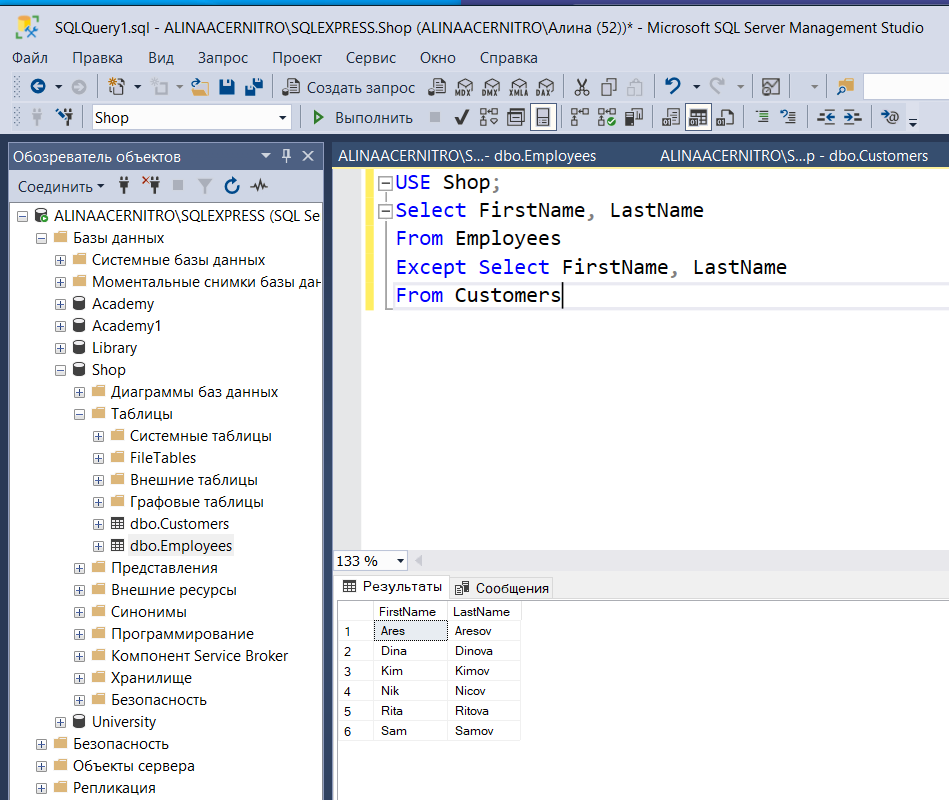 SQLQuery1.sql - ALINAACERNITRO\SQLEXPRESS.Shop (ALINAACERNITRO\Алина (52))* - Microsoft SQL Server Management Studio
Файл Правка Вид Запрос Проект Сервис Окно Справка
Создать запрос MDX DMX XMLA DAX
Shop Выполнить
Обозреватель объектов
ALINAACERNITRO\S...- dbo.Employees ALINAACERNITRO\S...p - dbo.Customers
Соединить
ALINAACERNITRO\SQLEXPRESS (SQL Se
Базы данных
Системные базы данных
Моментальные снимки базы дан
Academy
Academy1
Library
Shop
Диаграммы баз данных
Таблицы
Системные таблицы
FileTables
Внешние таблицы
Графовые таблицы
dbo.Customers
dbo.Employees
Представления
Внешние ресурсы
Синонимы
Программирование
Компонент Service Broker
Хранилище
Безопасность
University
Безопасность
Объекты сервера
Репликация
USE Shop;
Select FirstName, LastName
From Employees
Except Select FirstName, LastName
From Customers
133 %
Результаты Сообщения
FirstName LastName
1 Ares Aresov
2 Dina Dinova
3 Kim Kimov
4 Nik Nicov
5 Rita Ritova
6 Sam Samov